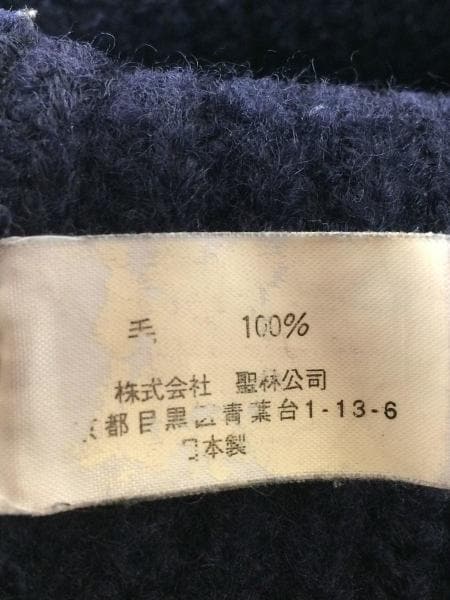 毛 100%
株式会社 聖林公司
京都目黒区青葉台1-13-6
日本製